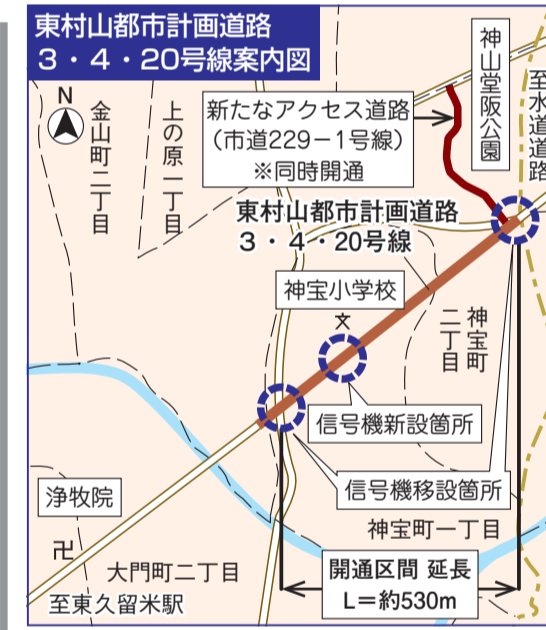 東村山都市計画道路
3・4・20号線案内図
N
金山町二丁目
上の原一丁目
新たなアクセス道路
(市道229−1号線)
※同時開通
神山堂阪公園
至水道道路
東村山都市計画道路
3・4・20号線
神宝小学校
文
神宝町二丁目
信号機新設箇所
信号機移設箇所
浄牧院
卍
神宝町一丁目
大門町二丁目
開通区間 延長
L=約530m
至東久留米駅